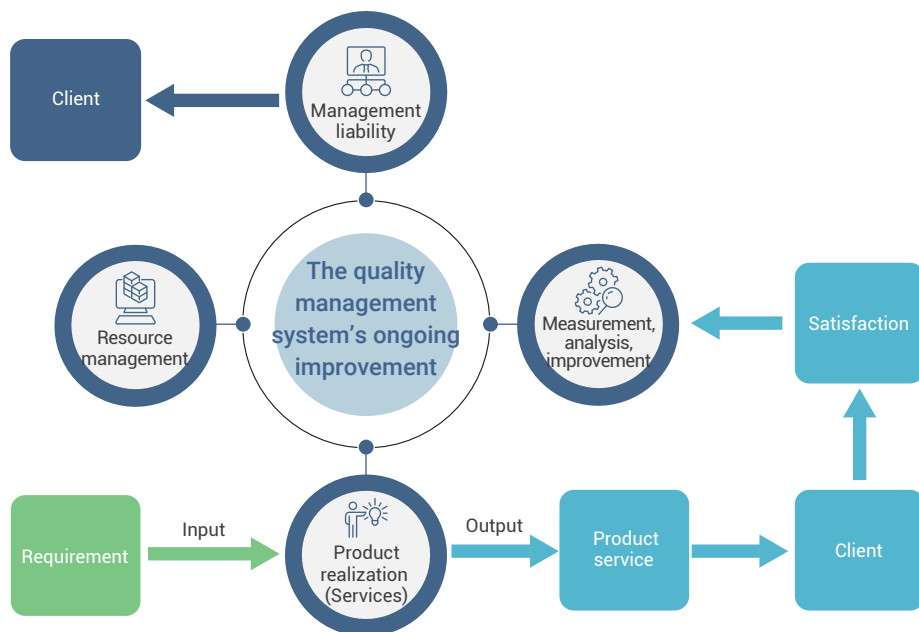 Client
Management
liability
The quality
management
system’s ongoing
improvement
Resource
management
Measurement,
analysis,
improvement
Satisfaction
Requirement
Input
Product
realization
(Services)
Output
Product
service
Client